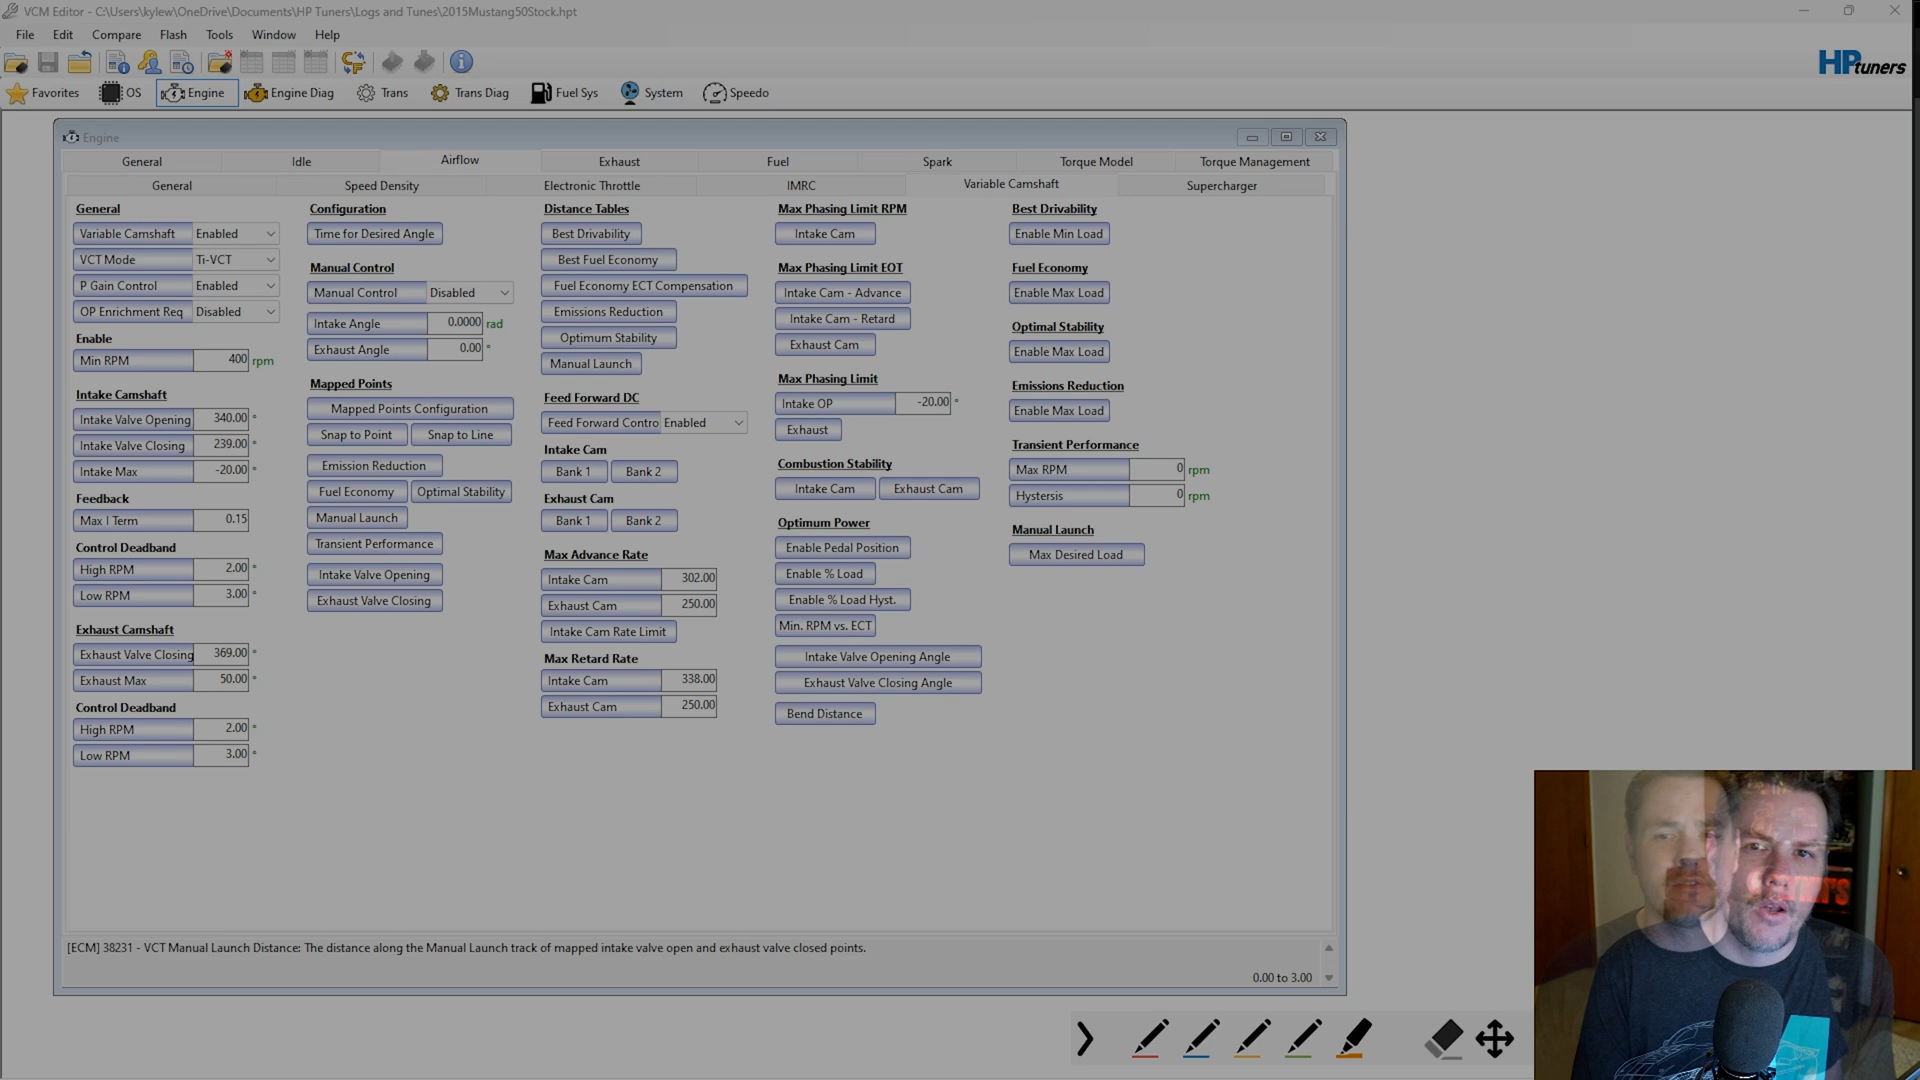 VCM Editor - C:\Users\kylew\OneDrive\Documents\HP Tuners\Logs and Tunes\2015Mustang50Stock.hpt
File Edit Compare Flash Tools Window Help
HPtuners
Favorites OS Engine Engine Diag Trans Trans Diag Fuel Sys System Speedo
Engine
General Idle Airflow Exhaust Fuel Spark Torque Model Torque Management
General Speed Density Electronic Throttle IMRC Variable Camshaft Supercharger
General
Variable Camshaft Enabled
VCT Mode Ti-VCT
P Gain Control Enabled
OP Enrichment Req Disabled
Enable
Min RPM 400 rpm
Intake Camshaft
Intake Valve Opening 340.00 °
Intake Valve Closing 239.00 °
Intake Max -20.00 °
Feedback
Max I Term 0.15
Control Deadband
High RPM 2.00 °
Low RPM 3.00 °
Exhaust Camshaft
Exhaust Valve Closing 369.00 °
Exhaust Max 50.00 °
Control Deadband
High RPM 2.00 °
Low RPM 3.00 °
Configuration
Time for Desired Angle
Manual Control
Manual Control Disabled
Intake Angle 0.0000 rad
Exhaust Angle 0.00 °
Mapped Points
Mapped Points Configuration
Snap to Point Snap to Line
Emission Reduction
Fuel Economy Optimal Stability
Manual Launch
Transient Performance
Intake Valve Opening
Exhaust Valve Closing
Distance Tables
Best Drivability
Best Fuel Economy
Fuel Economy ECT Compensation
Emissions Reduction
Optimum Stability
Manual Launch
Feed Forward DC
Feed Forward Contro Enabled
Intake Cam
Bank 1 Bank 2
Exhaust Cam
Bank 1 Bank 2
Max Advance Rate
Intake Cam 302.00
Exhaust Cam 250.00
Intake Cam Rate Limit
Max Retard Rate
Intake Cam 338.00
Exhaust Cam 250.00
Max Phasing Limit RPM
Intake Cam
Max Phasing Limit EOT
Intake Cam - Advance
Intake Cam - Retard
Exhaust Cam
Max Phasing Limit
Intake OP -20.00 °
Exhaust
Combustion Stability
Intake Cam Exhaust Cam
Optimum Power
Enable Pedal Position
Enable % Load
Enable % Load Hyst.
Min. RPM vs. ECT
Intake Valve Opening Angle
Exhaust Valve Closing Angle
Bend Distance
Best Drivability
Enable Min Load
Fuel Economy
Enable Max Load
Optimal Stability
Enable Max Load
Emissions Reduction
Enable Max Load
Transient Performance
Max RPM 0 rpm
Hystersis 0 rpm
Manual Launch
Max Desired Load
[ECM] 38231 - VCT Manual Launch Distance: The distance along the Manual Launch track of mapped intake valve open and exhaust valve closed points.
0.00 to 3.00